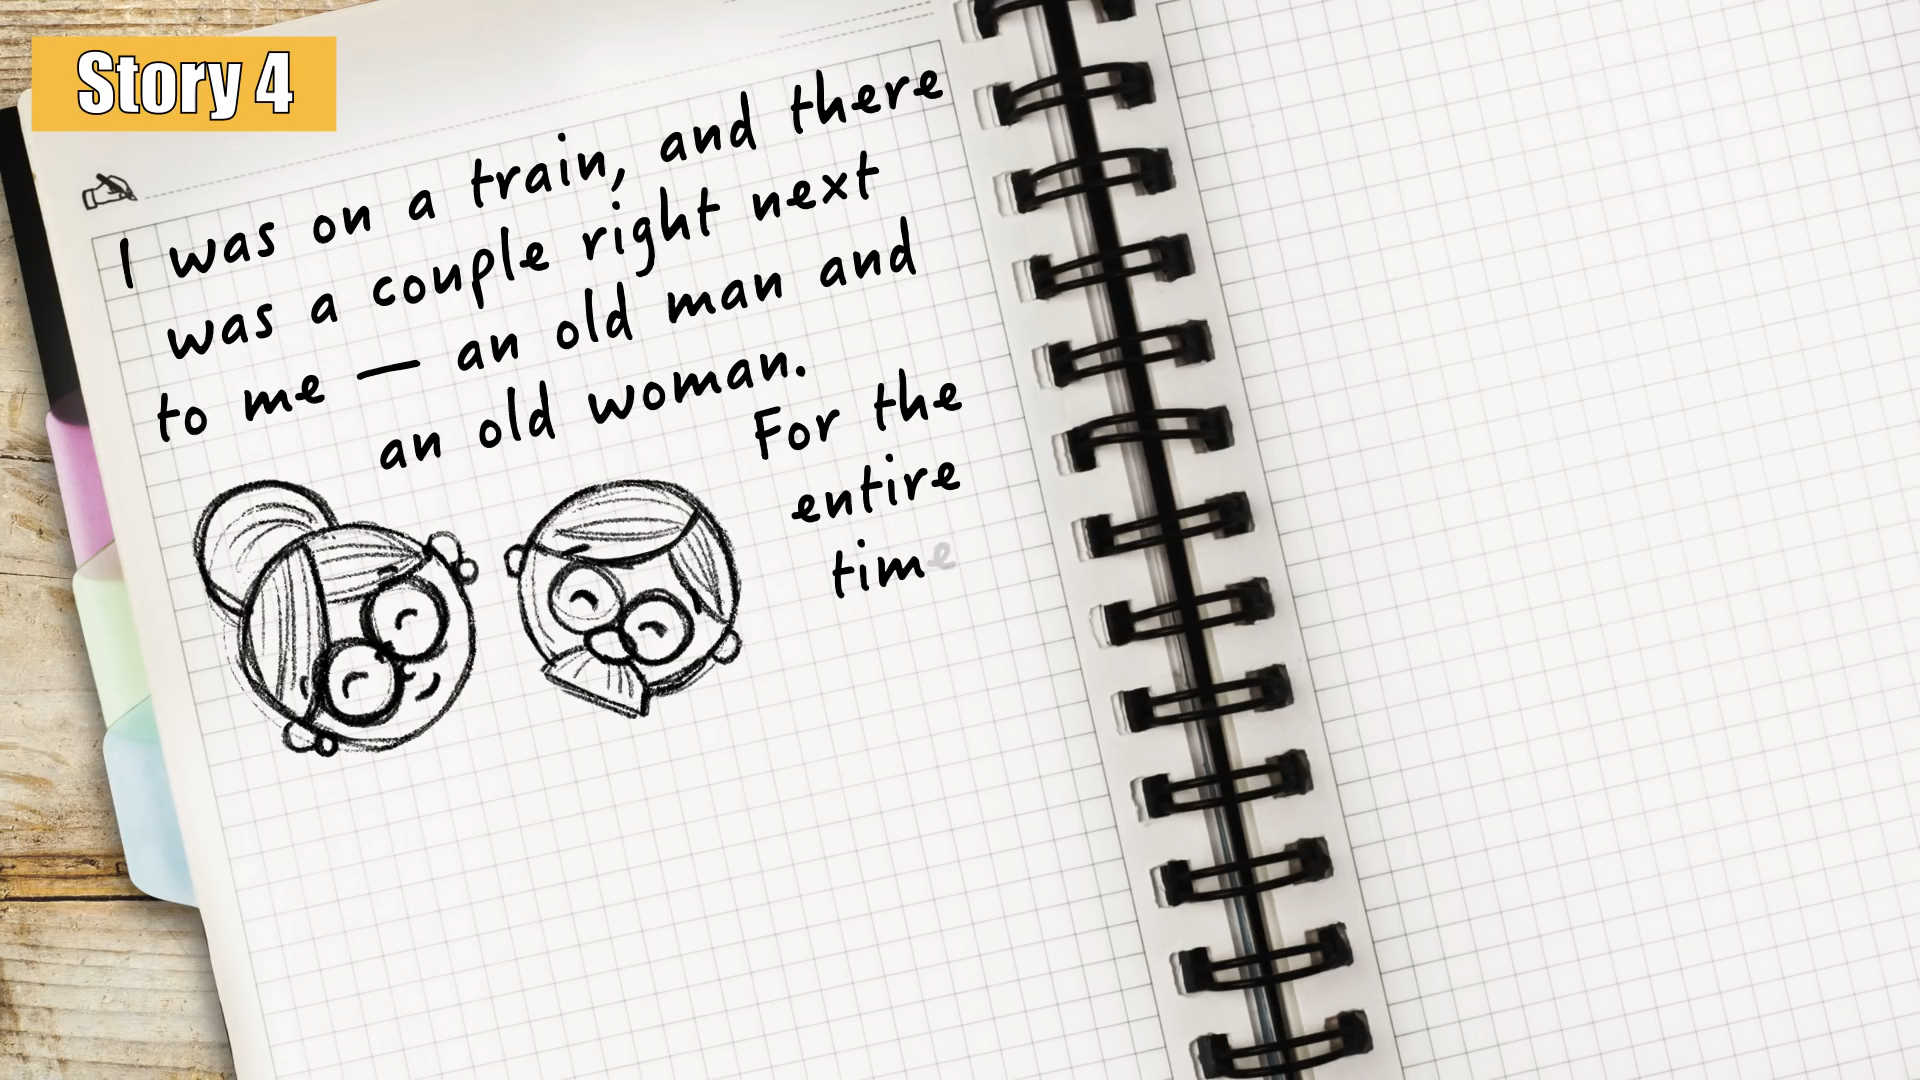 Story 4
I was on a train, and there
was a couple right next
to me — an old man and
an old woman.
For the
entire
time